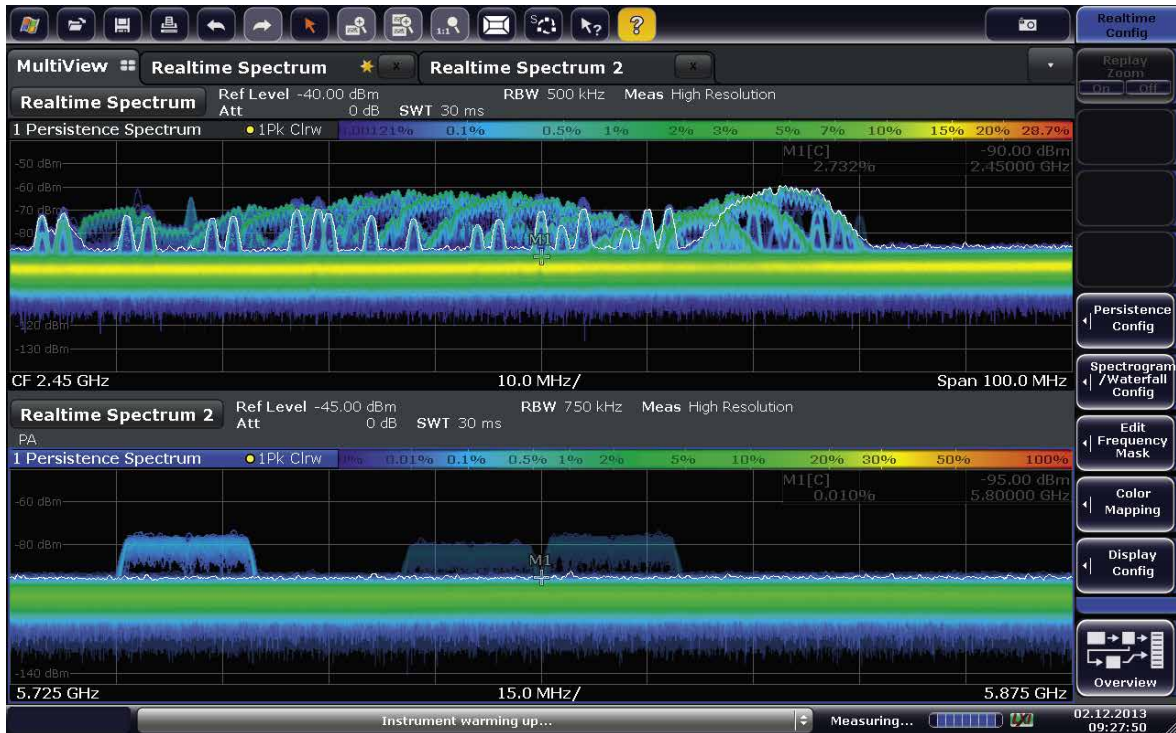 1:1
S
?
?
Realtime Config
MultiView
Realtime Spectrum
x
Realtime Spectrum 2
x
Replay Zoom
On Off
Realtime Spectrum
Ref Level -40.00 dBm RBW 500 kHz Meas High Resolution
Att 0 dB SWT 30 ms
1 Persistence Spectrum 1Pk Clrw 0.1% 0.5% 1% 2% 3% 5% 7% 10% 15% 20% 28.7%
M1[C] -90.00 dBm
2.732% 2.45000 GHz
-50 dBm
-60 dBm
-70 dBm
-80
M1
-120 dBm
-130 dBm
CF 2.45 GHz 10.0 MHz/ Span 100.0 MHz
Persistence Config
Spectrogram /Waterfall Config
Realtime Spectrum 2
Ref Level -45.00 dBm RBW 750 kHz Meas High Resolution
Att 0 dB SWT 30 ms
PA
1 Persistence Spectrum 1Pk Clrw 0.01% 0.1% 0.5% 1% 2% 5% 10% 20% 30% 50% 100%
M1[C] -95.00 dBm
0.010% 5.80000 GHz
-60 dBm
-80 dBm
M1
-140 dBm
5.725 GHz 15.0 MHz/ 5.875 GHz
Edit Frequency Mask
Color Mapping
Display Config
Overview
Instrument warming up...
Measuring...
02.12.2013
09:27:50